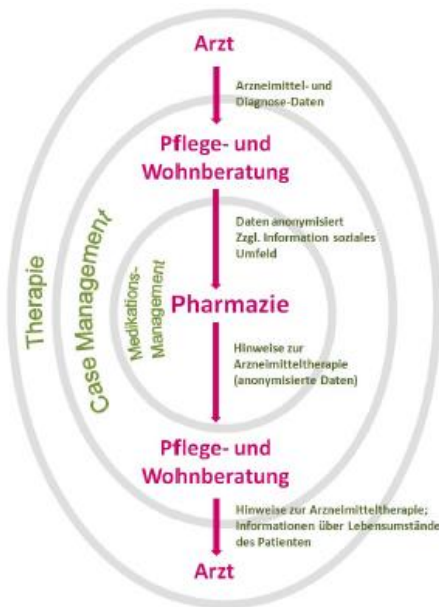 Arzt
Arzneimittel- und
Diagnose-Daten
Pflege- und
Wohnberatung
Daten anonymisiert
Zzgl. Information soziales
Umfeld
Therapie
Case Management
Medikations-
Management
Pharmazie
Hinweise zur
Arzneimitteltherapie
(anonymisierte Daten)
Pflege- und
Wohnberatung
Hinweise zur Arzneimitteltherapie;
Informationen über Lebensumstände
des Patienten
Arzt